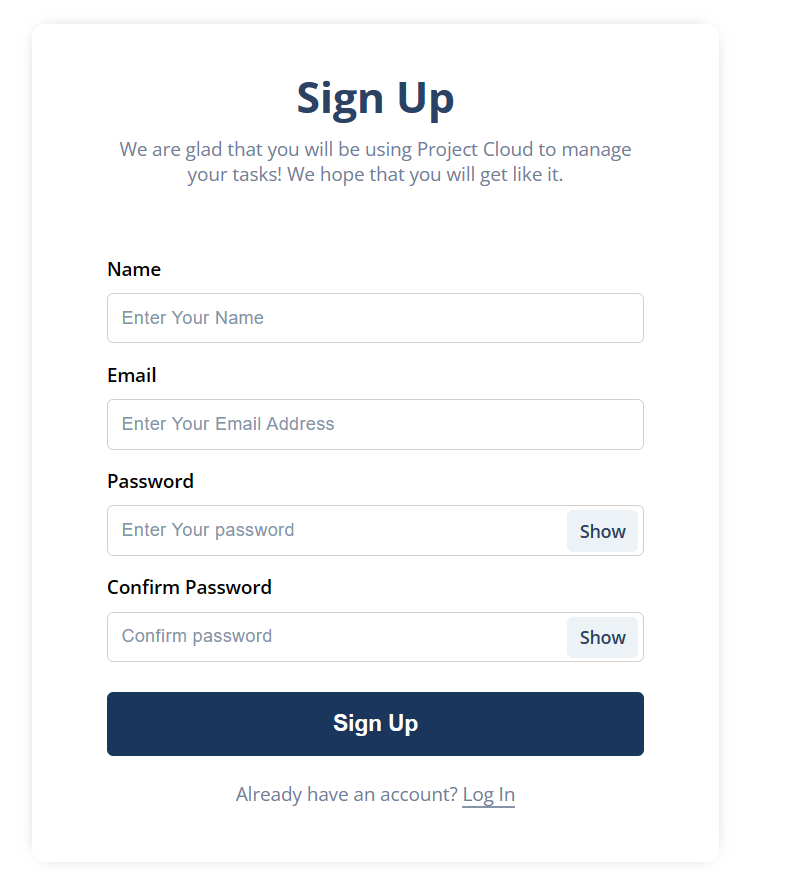 Sign Up
We are glad that you will be using Project Cloud to manage
your tasks! We hope that you will get like it.
Name
Enter Your Name
Email
Enter Your Email Address
Password
Enter Your password
Show
Confirm Password
Confirm password
Show
Sign Up
Already have an account? Log In